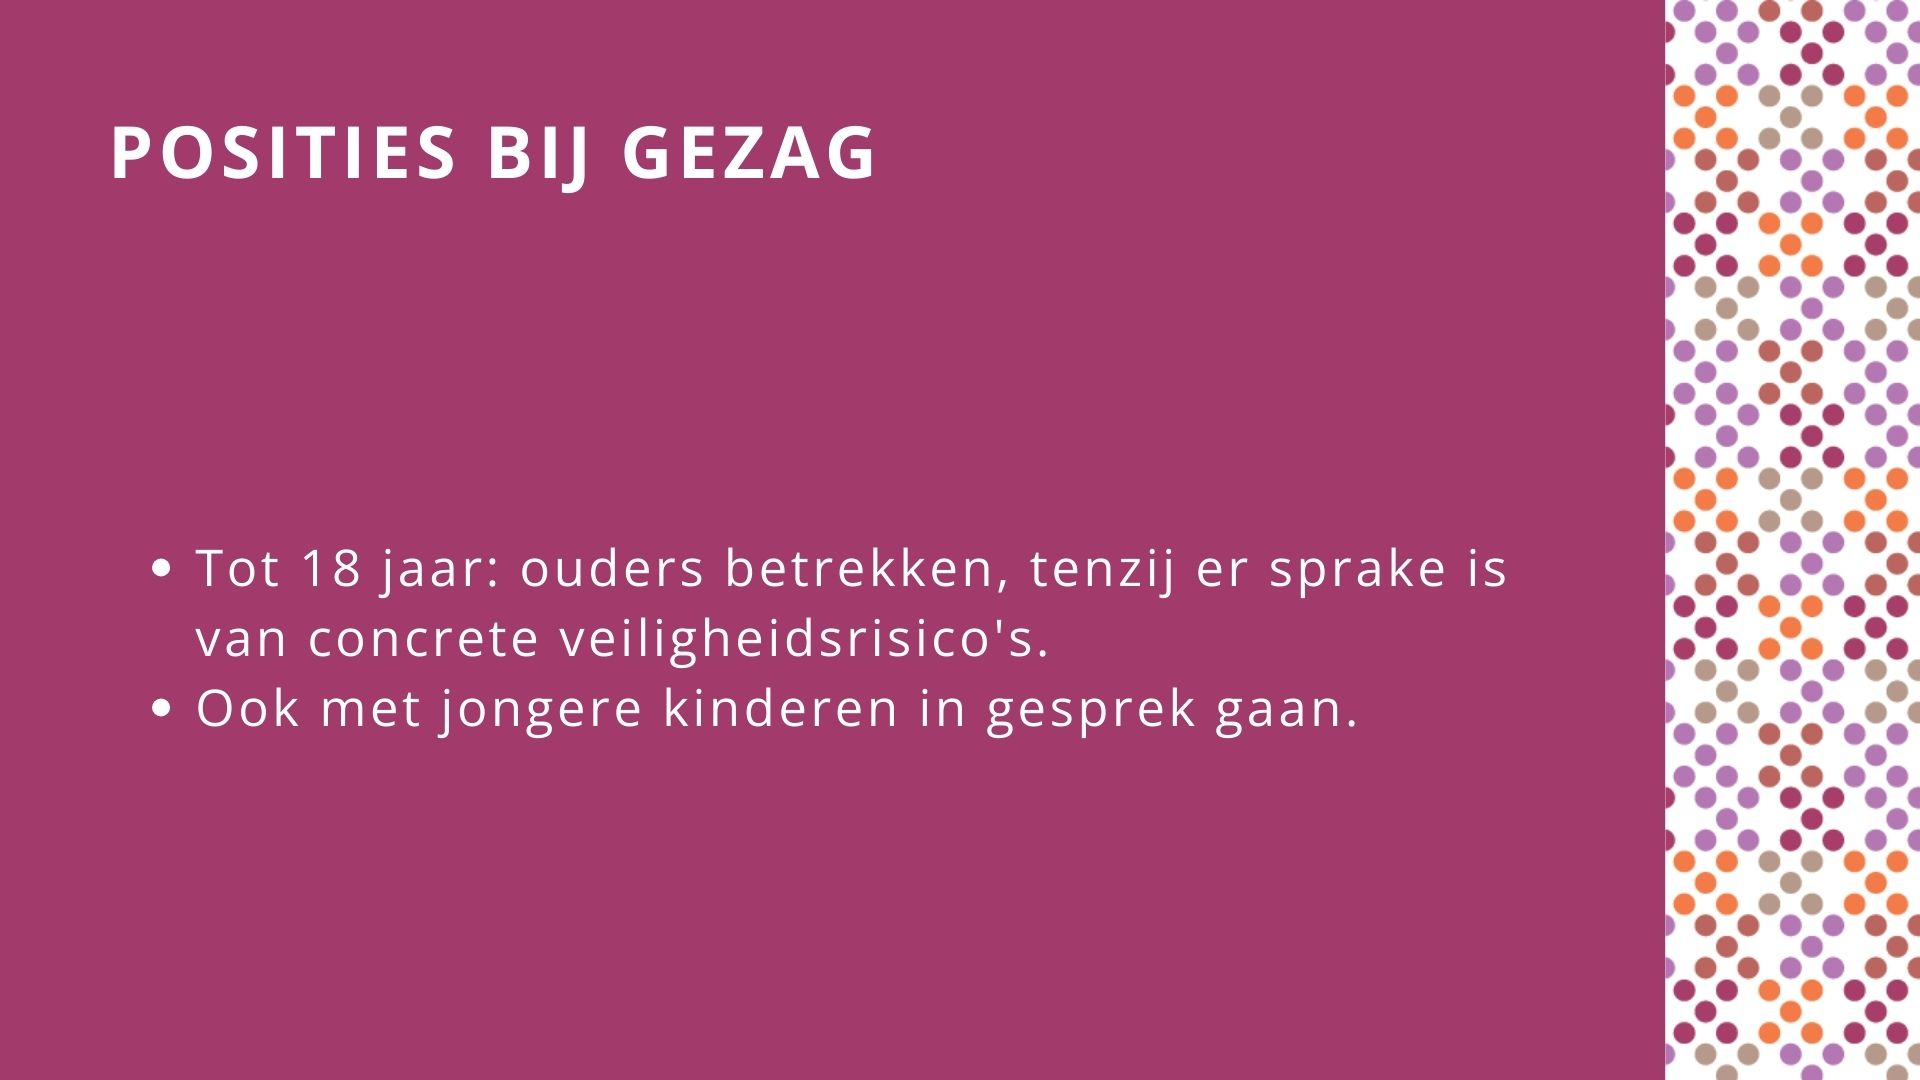 POSITIES BIJ GEZAG
• Tot 18 jaar: ouders betrekken, tenzij er sprake is
van concrete veiligheidsrisico's.
• Ook met jongere kinderen in gesprek gaan.